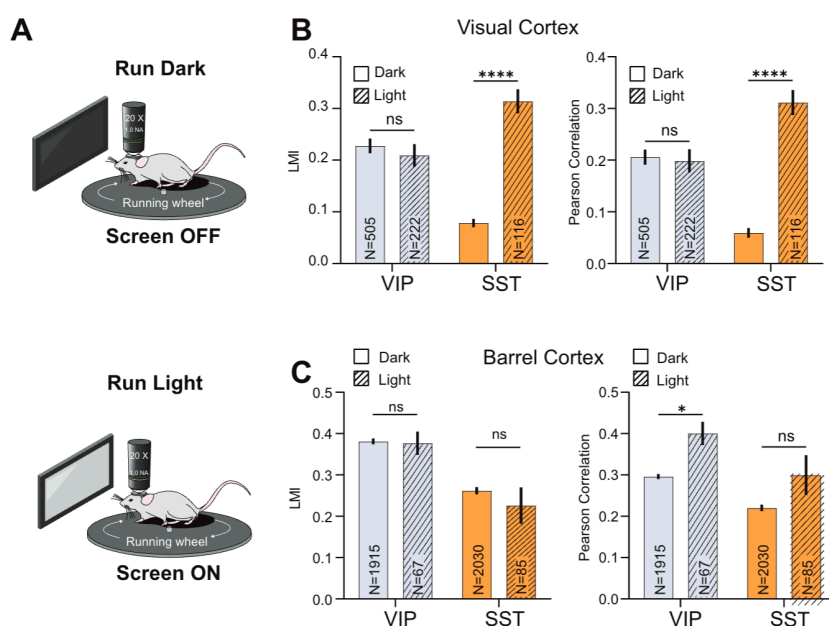 A
Run Dark
20 X
1.0 NA
Running wheel
Screen OFF
Run Light
20 X
1.0 NA
Running wheel
Screen ON
B
Visual Cortex
LMI
0.4
0.3
0.2
0.1
0.0
Dark
Light
ns
****
N=505
N=222
N=116
VIP
SST
Pearson Correlation
0.4
0.3
0.2
0.1
0.0
Dark
Light
ns
****
N=505
N=222
N=116
VIP
SST
C
Barrel Cortex
Dark
Light
LMI
0.5
0.4
0.3
0.2
0.1
0.0
ns
ns
N=1915
N=67
N=2030
N=85
VIP
SST
Dark
Light
Pearson Correlation
0.5
0.4
0.3
0.2
0.1
0.0
*
ns
N=1915
N=67
N=2030
N=85
VIP
SST